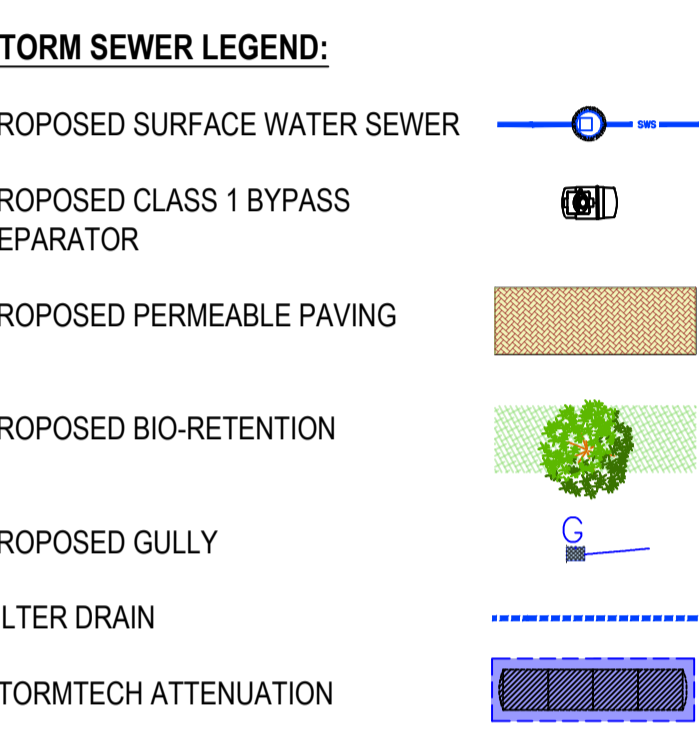 TORM SEWER LEGEND:
ROPOSED SURFACE WATER SEWER
SWS
ROPOSED CLASS 1 BYPASS
EPARATOR
ROPOSED PERMEABLE PAVING
ROPOSED BIO-RETENTION
ROPOSED GULLY
G
LTER DRAIN
TORMTECH ATTENUATION